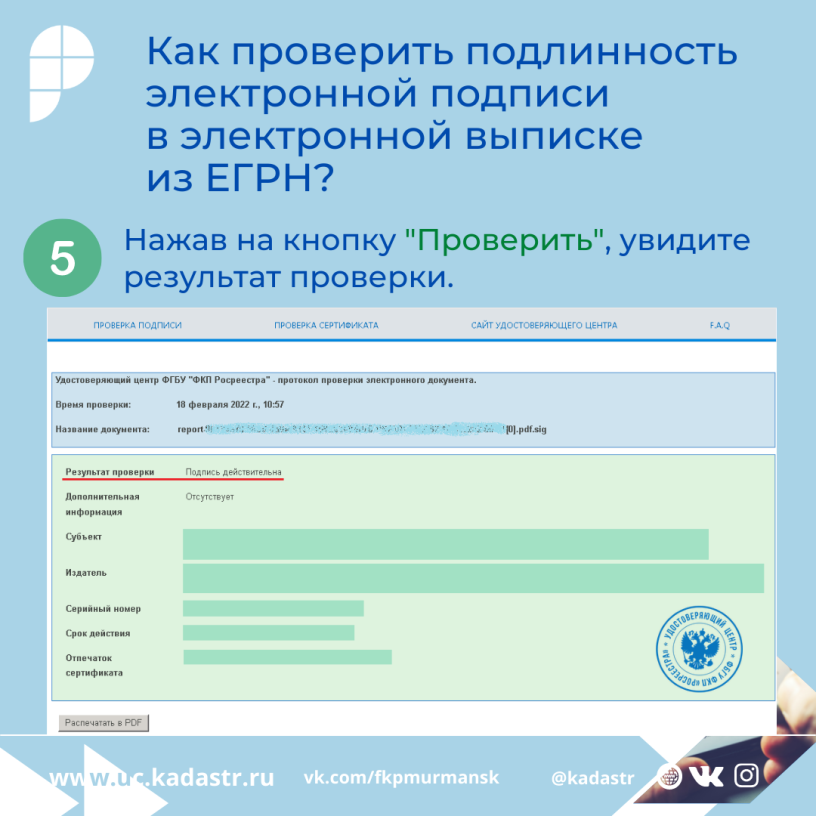 Как проверить подлинность
электронной подписи
в электронной выписке
из ЕГРН?
5
Нажав на кнопку "Проверить", увидите
результат проверки.
ПРОВЕРКА ПОДПИСИ ПРОВЕРКА СЕРТИФИКАТА САЙТ УДОСТОВЕРЯЮЩЕГО ЦЕНТРА F.A.Q
Удостоверяющий центр ФГБУ "ФКП Росреестра" - протокол проверки электронного документа.
Время проверки: 18 февраля 2022 г., 10:57
Название документа: report-9 [0].pdf.sig
Результат проверки Подпись действительна
Дополнительная Отсутствует
информация
Субъект
Издатель
Серийный номер
Срок действия
Отпечаток
сертификата
УДОСТОВЕРЯЮЩИЙ ЦЕНТР
ФГБУ ФКП «РОСРЕЕСТРА»
Распечатать в PDF
www.uc.kadastr.ru vk.com/fkpmurmansk @kadastr